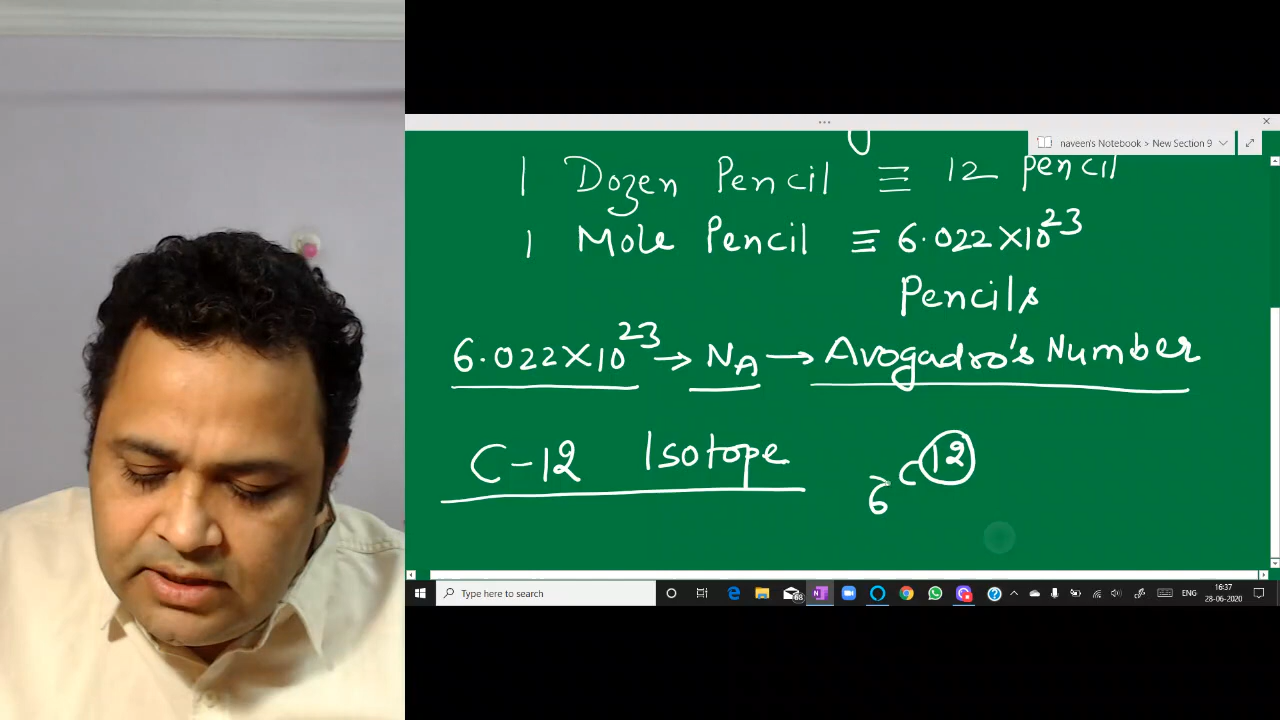 naveen's Notebook > New Section 9
1 Dozen Pencil ≡ 12 pencil
1 Mole Pencil ≡ 6.022×10²³
Pencils
6.022×10²³ → N_A → Avogadro's Number
C-12 Isotope ₆C¹²
Type here to search
68
ENG
16:37
28-06-2020